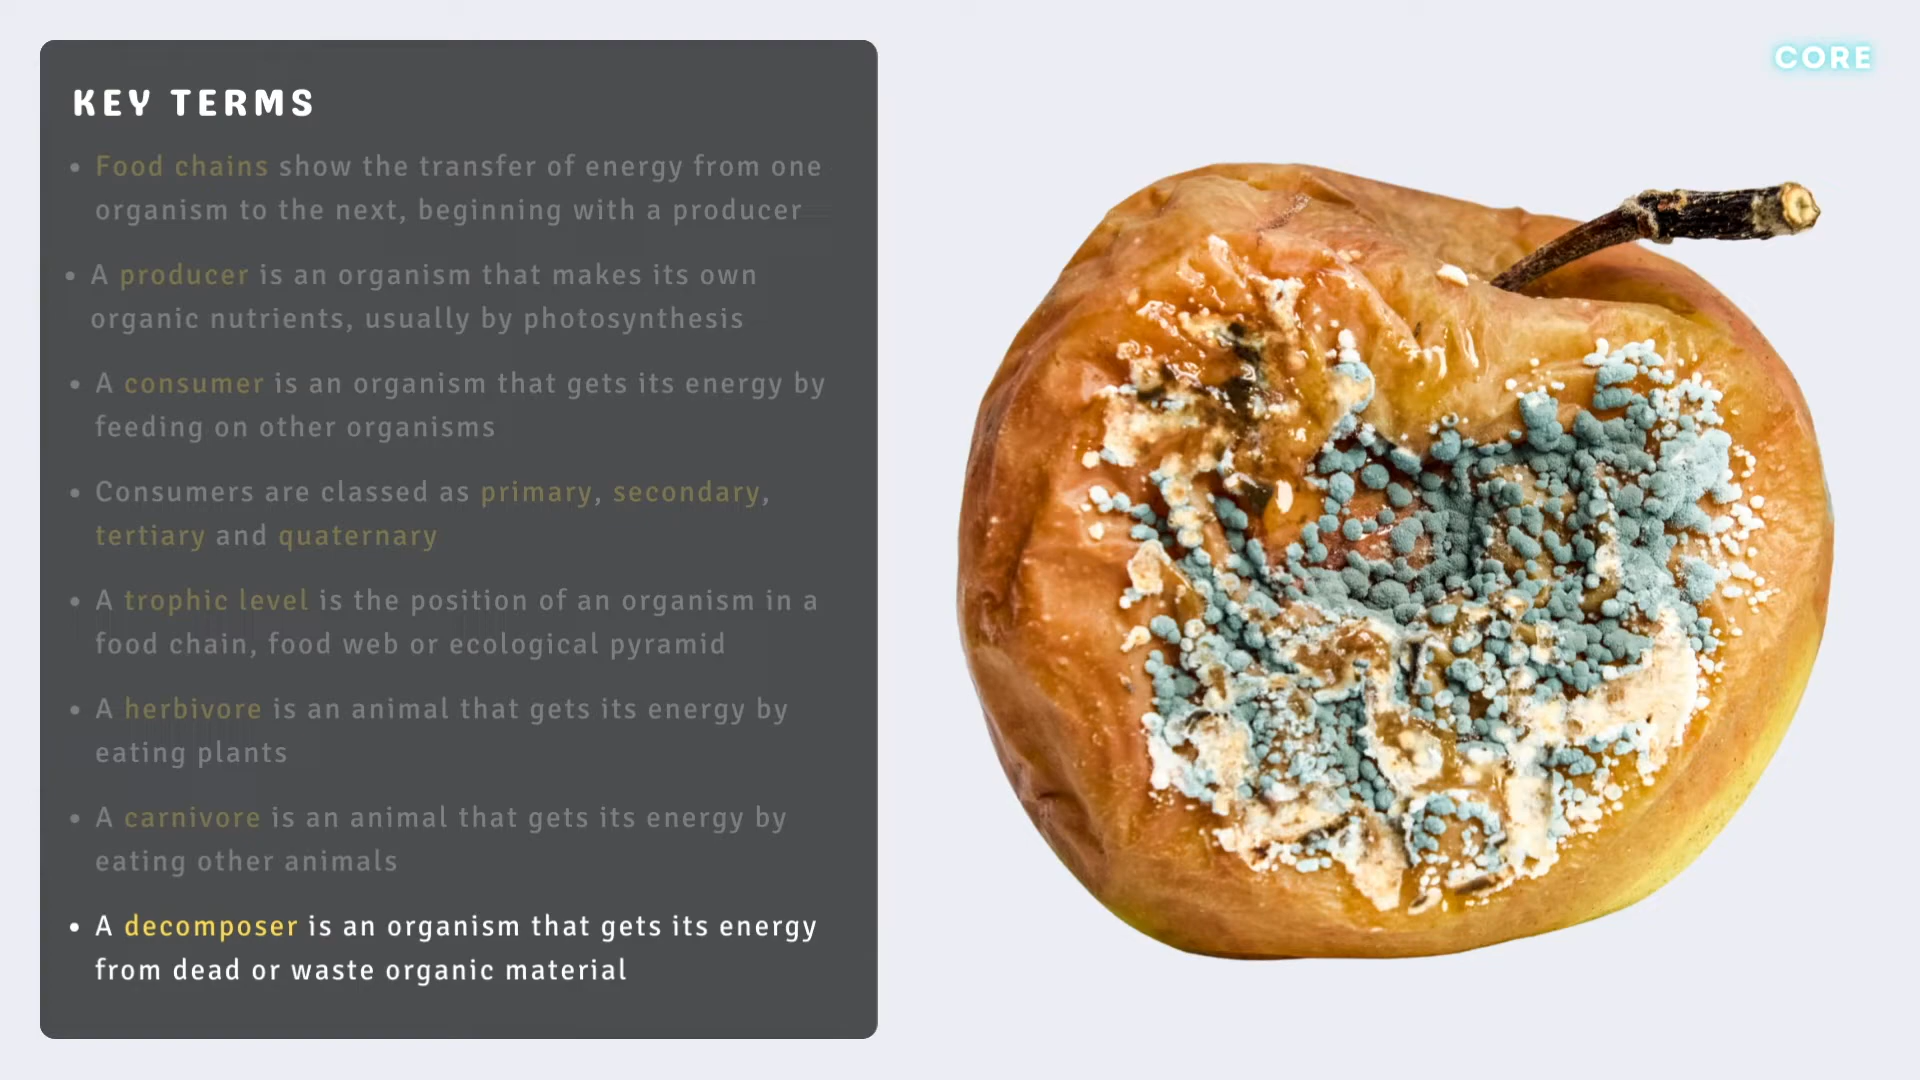 CORE
KEY TERMS
• Food chains show the transfer of energy from one
organism to the next, beginning with a producer
• A producer is an organism that makes its own
organic nutrients, usually by photosynthesis
• A consumer is an organism that gets its energy by
feeding on other organisms
• Consumers are classed as primary, secondary,
tertiary and quaternary
• A trophic level is the position of an organism in a
food chain, food web or ecological pyramid
• A herbivore is an animal that gets its energy by
eating plants
• A carnivore is an animal that gets its energy by
eating other animals
• A decomposer is an organism that gets its energy
from dead or waste organic material